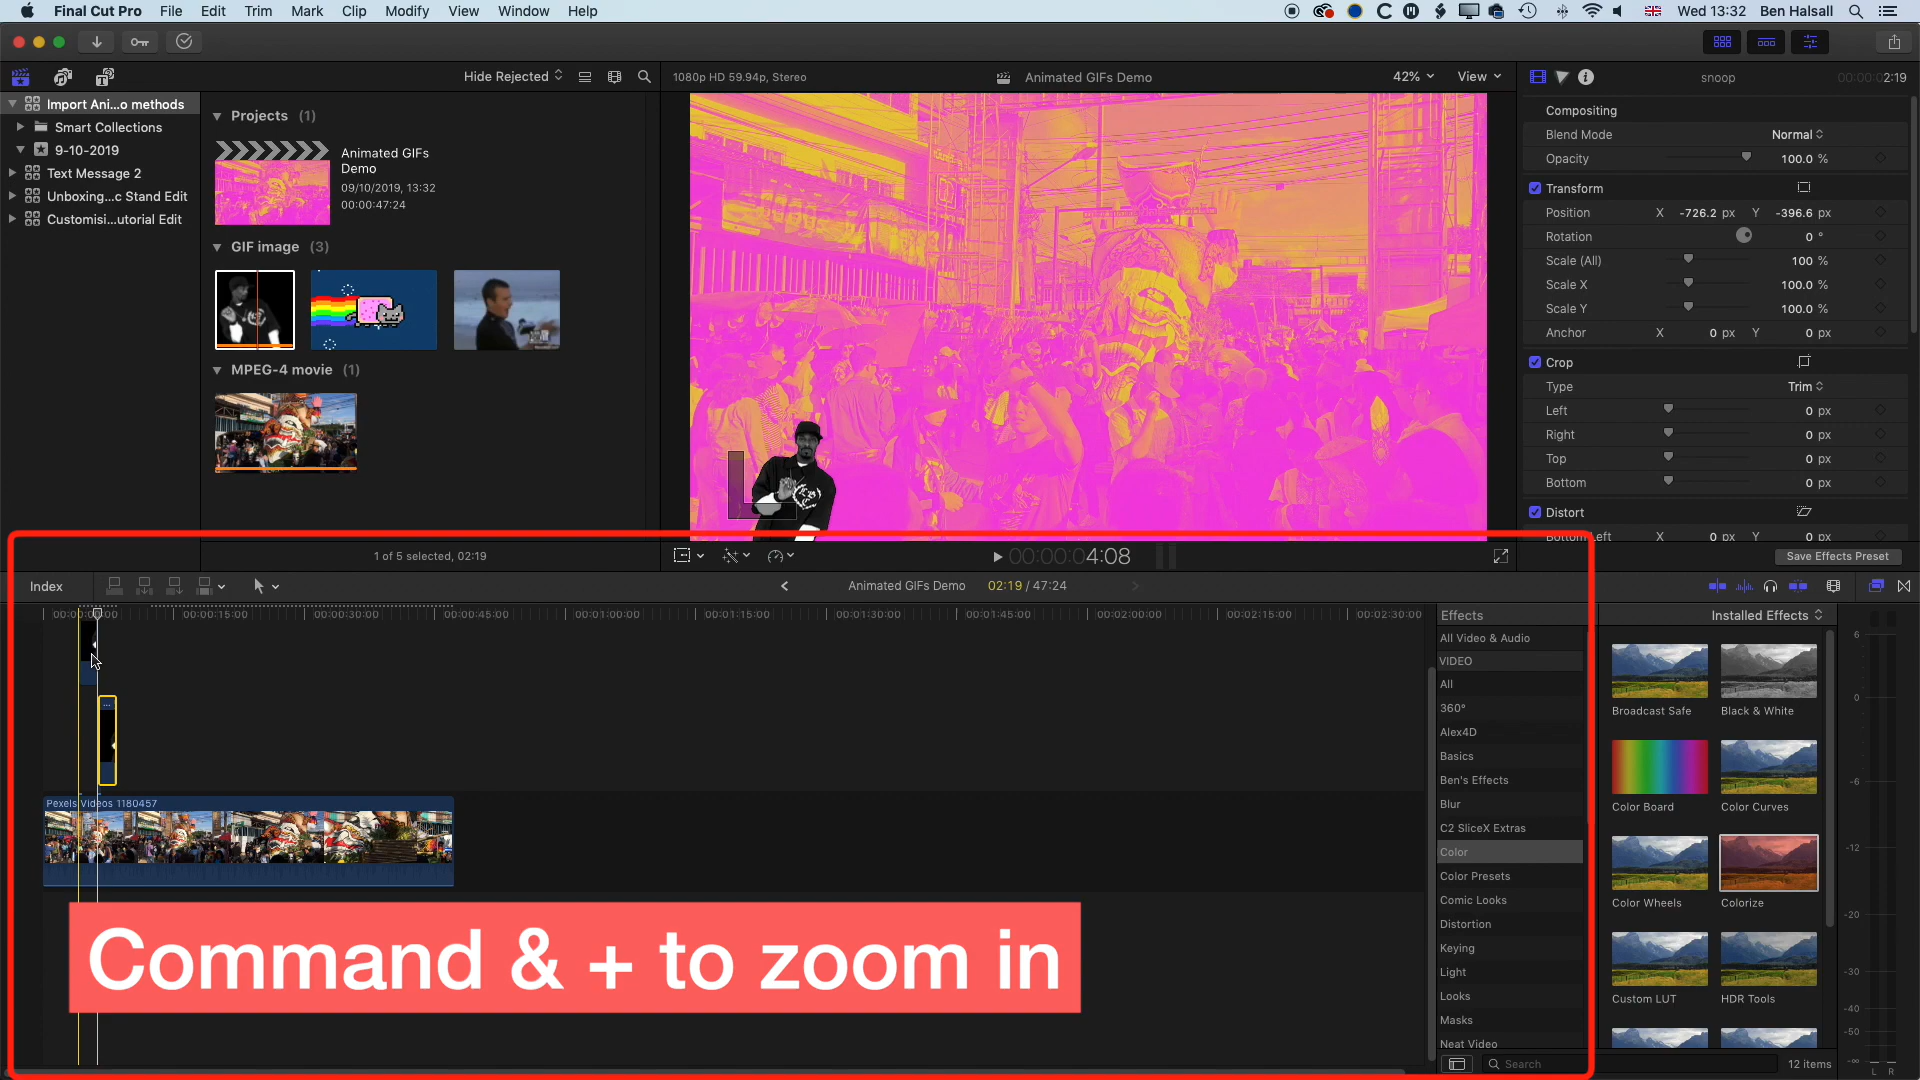 Final Cut Pro File Edit Trim Mark Clip Modify View Window Help Wed 13:32 Ben Halsall
Hide Rejected 1080p HD 59.94p, Stereo Animated GIFs Demo 42% View snoop 00:00:02:19
Import Ani...o methods
Smart Collections
9-10-2019
Text Message 2
Unboxing...c Stand Edit
Customisi...utorial Edit
Projects (1)
Animated GIFs
Demo
09/10/2019, 13:32
00:00:47:24
GIF image (3)
MPEG-4 movie (1)
Compositing
Blend Mode Normal
Opacity 100.0 %
Transform
Position X -726.2 px Y -396.6 px
Rotation 0 °
Scale (All) 100 %
Scale X 100.0 %
Scale Y 100.0 %
Anchor X 0 px Y 0 px
Crop
Type Trim
Left 0 px
Right 0 px
Top 0 px
Bottom 0 px
Distort
Bottom Left X 0 px Y 0 px
1 of 5 selected, 02:19
00:00:04:08
Save Effects Preset
Index Animated GIFs Demo 02:19 / 47:24
00:00:15:00 00:00:30:00 00:00:45:00 00:01:00:00 00:01:15:00 00:01:30:00 00:01:45:00 00:02:00:00 00:02:15:00 00:02:30:00
Pexels Videos 1180457
Command & + to zoom in
Effects
All Video & Audio
VIDEO
All
360°
Alex4D
Basics
Ben's Effects
Blur
C2 SliceX Extras
Color
Color Presets
Comic Looks
Distortion
Keying
Light
Looks
Masks
Neat Video
Installed Effects
Broadcast Safe Black & White
Color Board Color Curves
Color Wheels Colorize
Custom LUT HDR Tools
Search 12 items
6
0
-6
-12
-20
-30
-40
-50
-∞
L R